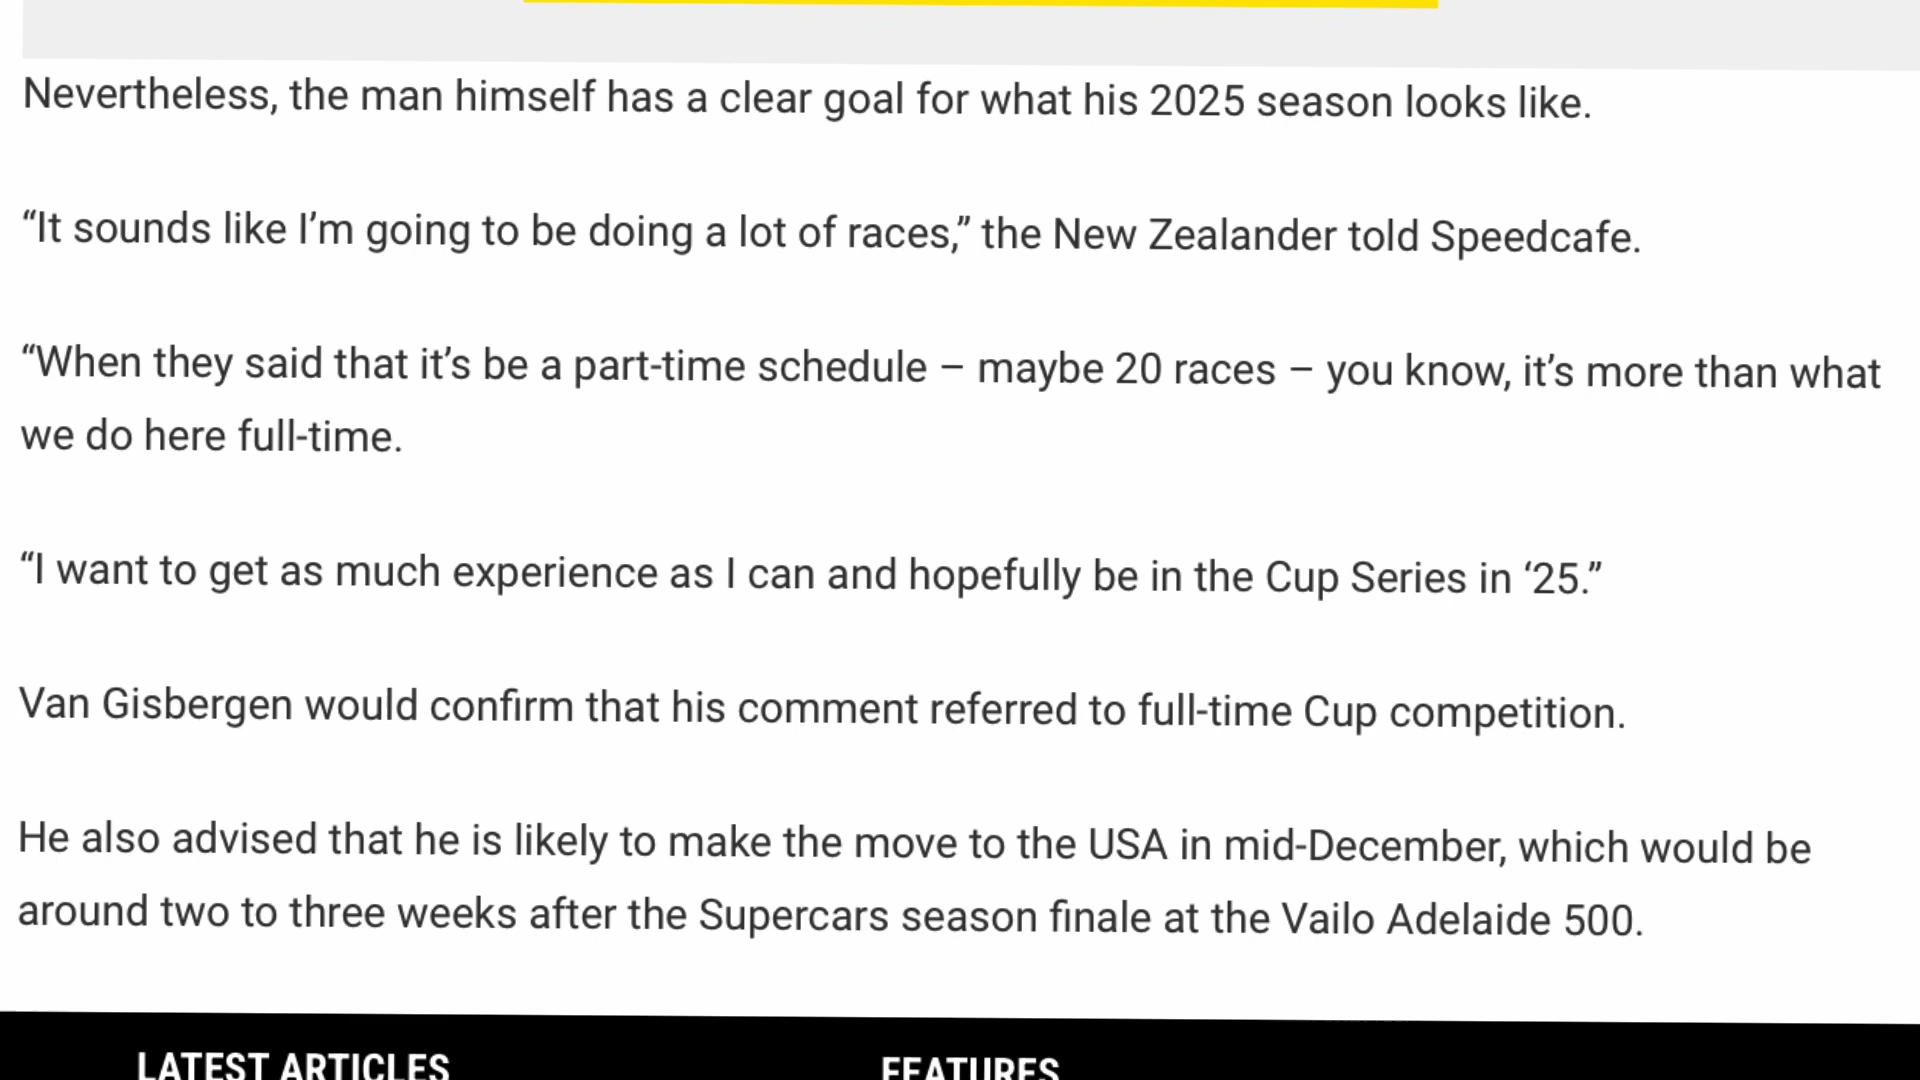 Nevertheless, the man himself has a clear goal for what his 2025 season looks like.
“It sounds like I’m going to be doing a lot of races,” the New Zealander told Speedcafe.
“When they said that it’s be a part-time schedule – maybe 20 races – you know, it’s more than what
we do here full-time.
“I want to get as much experience as I can and hopefully be in the Cup Series in ‘25.”
Van Gisbergen would confirm that his comment referred to full-time Cup competition.
He also advised that he is likely to make the move to the USA in mid-December, which would be
around two to three weeks after the Supercars season finale at the Vailo Adelaide 500.
LATEST ARTICLES
FEATURES